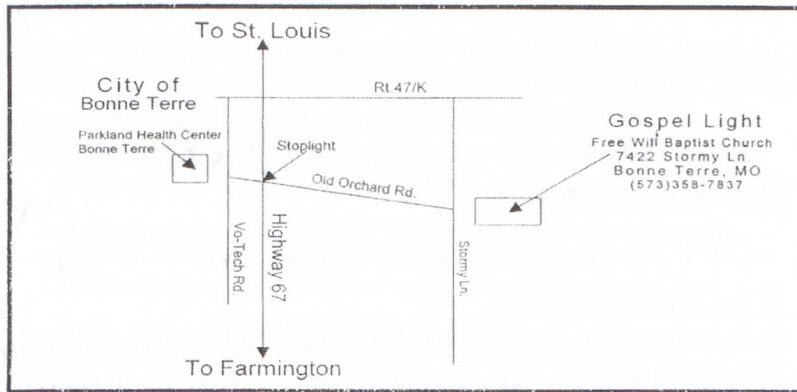 To St. Louis
Rt.47/K
City of
Bonne Terre
Parkland Health Center
Bonne Terre
Stoplight
Old Orchard Rd.
Gospel Light
Free Will Baptist Church
7422 Stormy Ln.
Bonne Terre, MO
(573)358-7837
Vo-Tech Rd.
Highway 67
Stormy Ln.
To Farmington